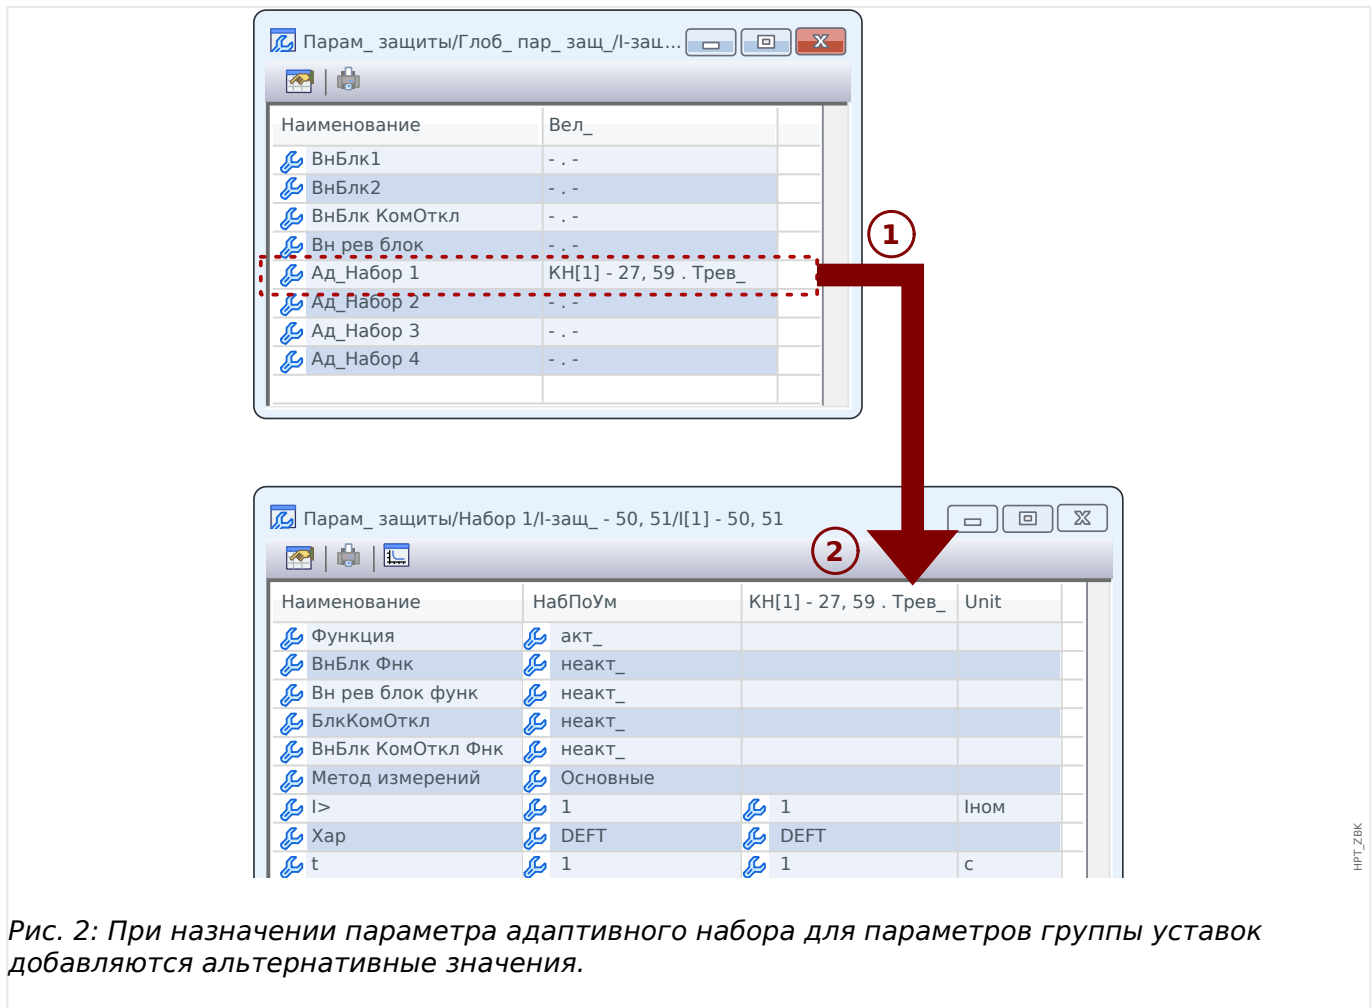 Парам_ защиты/Глоб_ пар_ защ_/I-защ...
Наименование Вел_
ВнБлк1 - . -
ВнБлк2 - . -
ВнБлк КомОткл - . -
Вн рев блок - . -
Ад_Набор 1 КН[1] - 27, 59 . Трев_
Ад_Набор 2 - . -
Ад_Набор 3 - . -
Ад_Набор 4 - . -
1
Парам_ защиты/Набор 1/I-защ_ - 50, 51/I[1] - 50, 51
2
Наименование НабПоУм КН[1] - 27, 59 . Трев_ Unit
Функция акт_
ВнБлк Фнк неакт_
Вн рев блок функ неакт_
БлкКомОткл неакт_
ВнБлк КомОткл Фнк неакт_
Метод измерений Основные
I> 1 1 Iном
Хар DEFT DEFT
t 1 1 с
HPT_ZBK
Рис. 2: При назначении параметра адаптивного набора для параметров группы уставок
добавляются альтернативные значения.